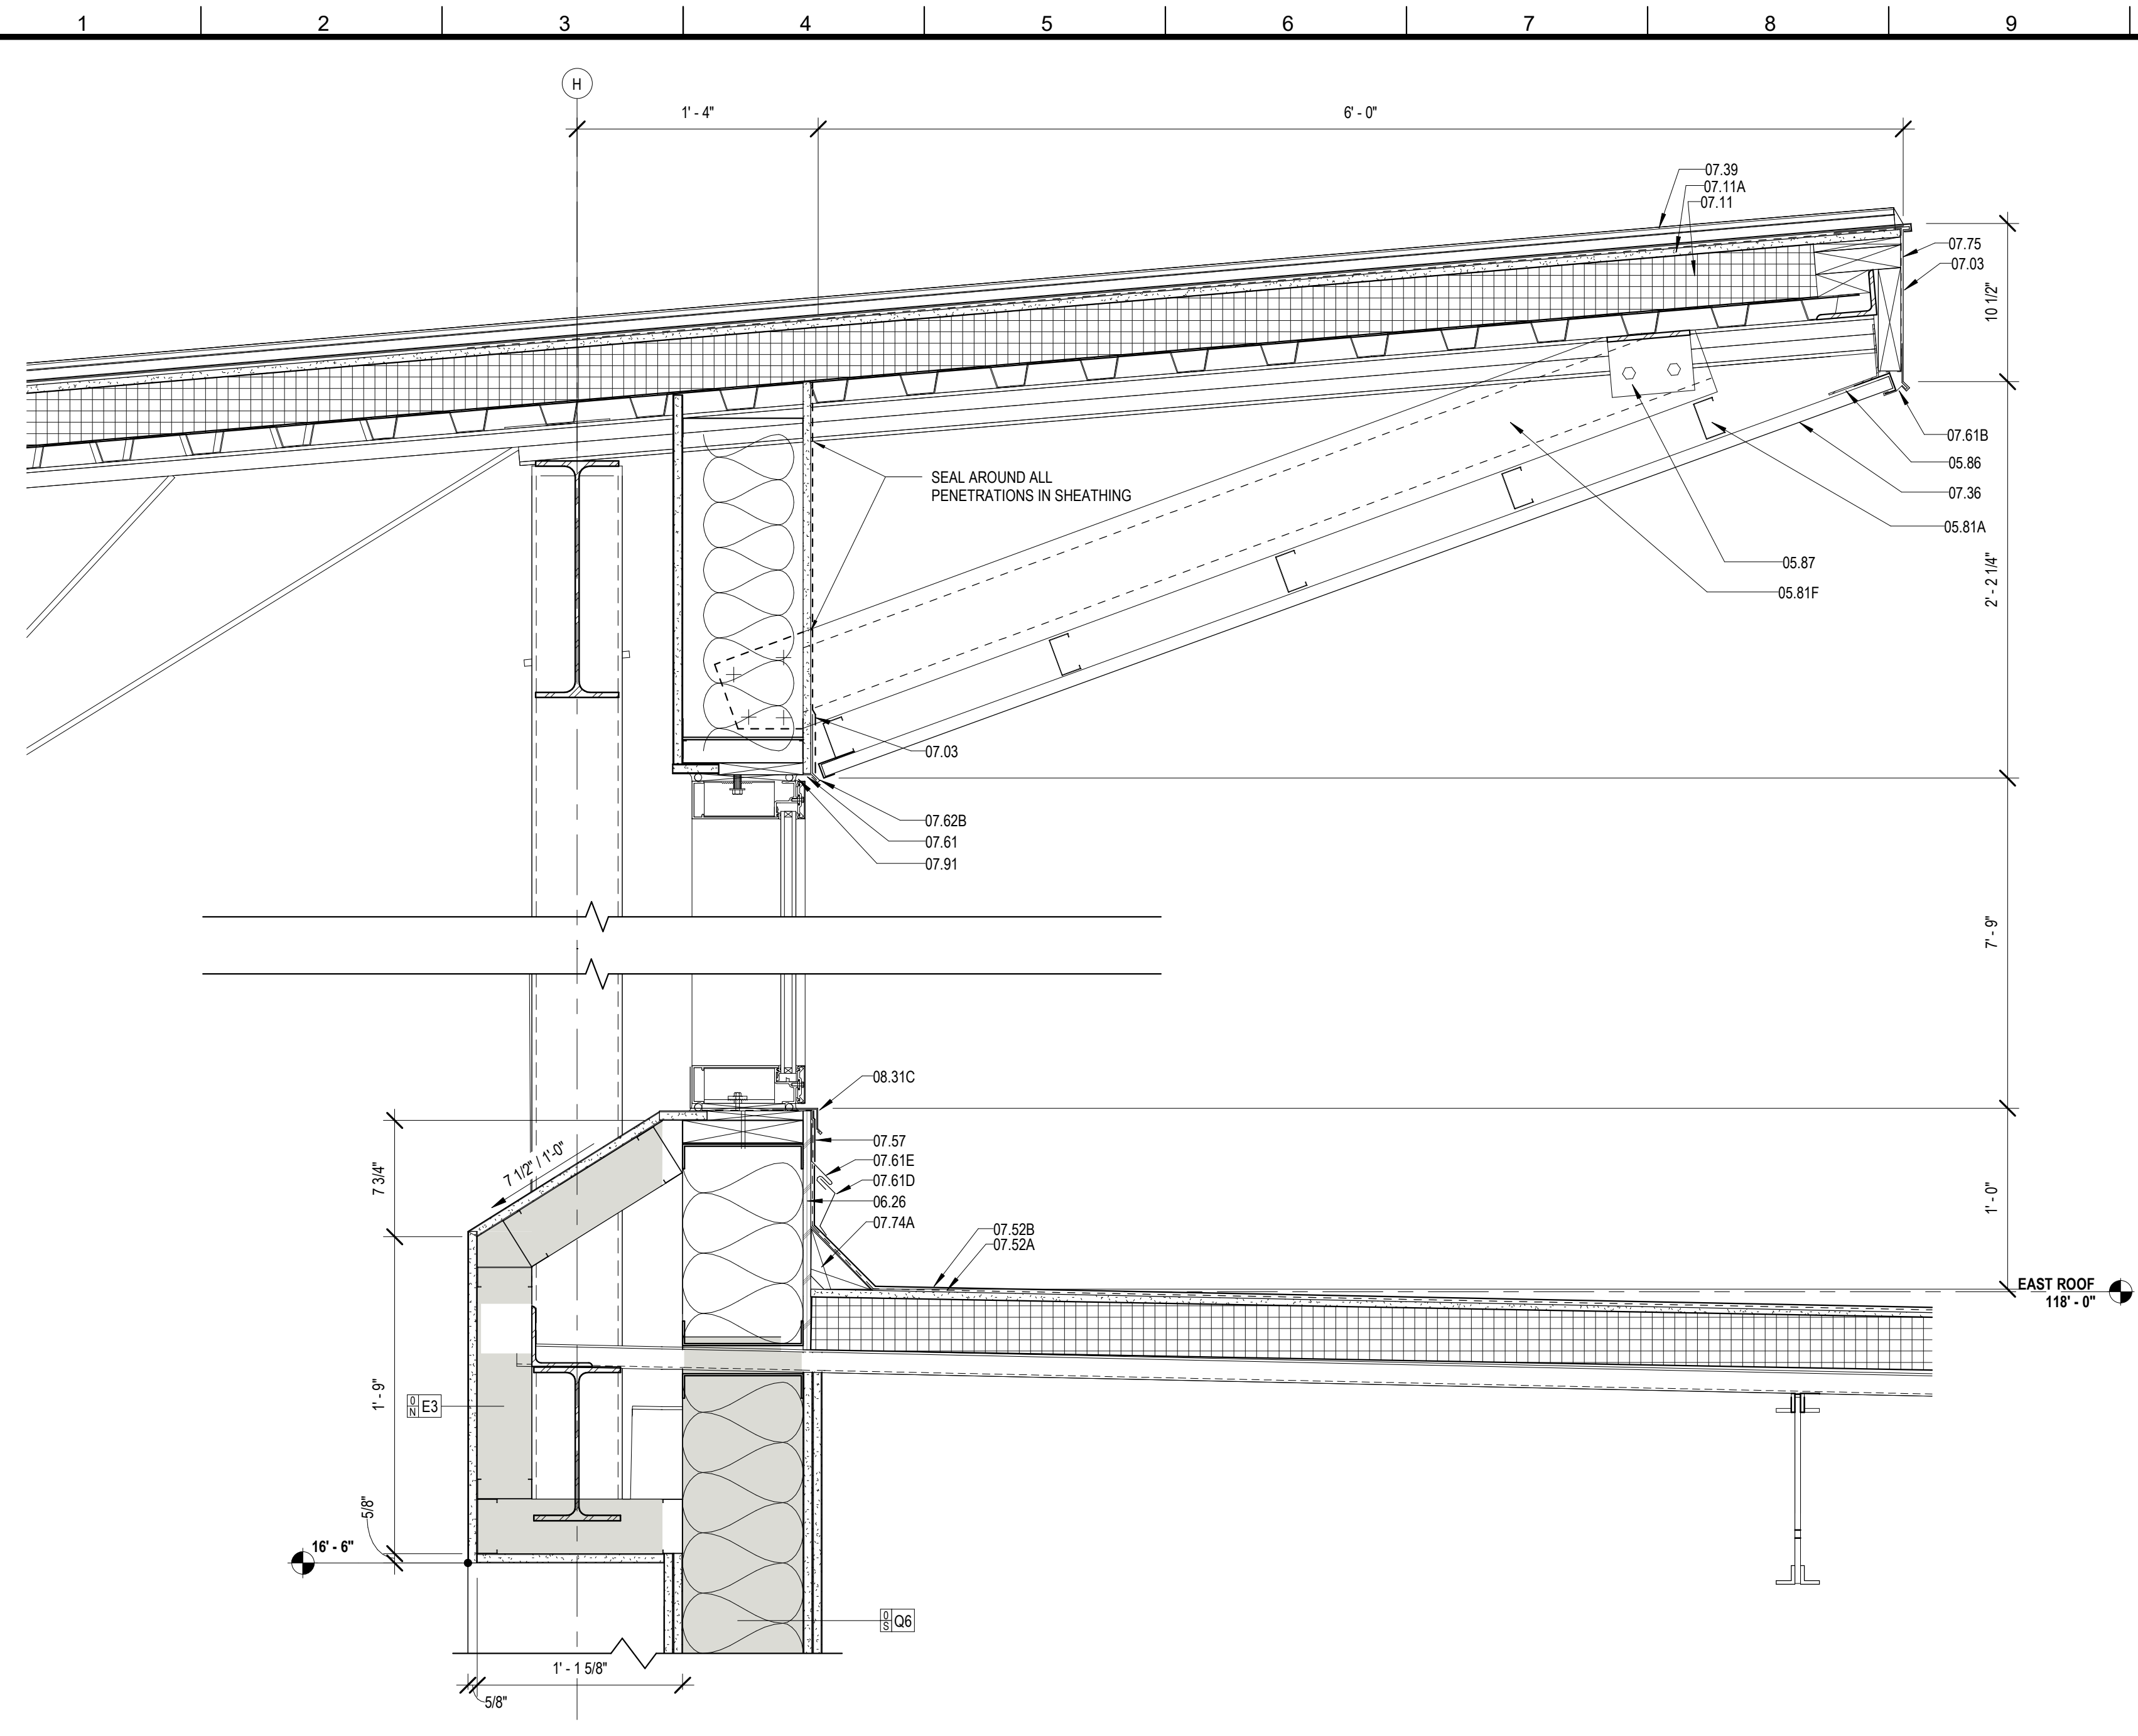 1 2 3 4 5 6 7 8 9
H
1' - 4"
6' - 0"
07.39
07.11A
07.11
07.75
07.03
10 1/2"
07.61B
05.86
07.36
05.81A
05.87
05.81F
2' - 2 1/4"
SEAL AROUND ALL
PENETRATIONS IN SHEATHING
07.03
07.62B
07.61
07.91
7' - 9"
08.31C
07.57
07.61E
07.61D
06.26
07.74A
07.52B
07.52A
7 1/2" / 1'-0"
7 3/4"
1' - 0"
EAST ROOF
118' - 0"
1' - 9"
0
N
E3
5/8"
16' - 6"
0
S
Q6
1' - 1 5/8"
5/8"